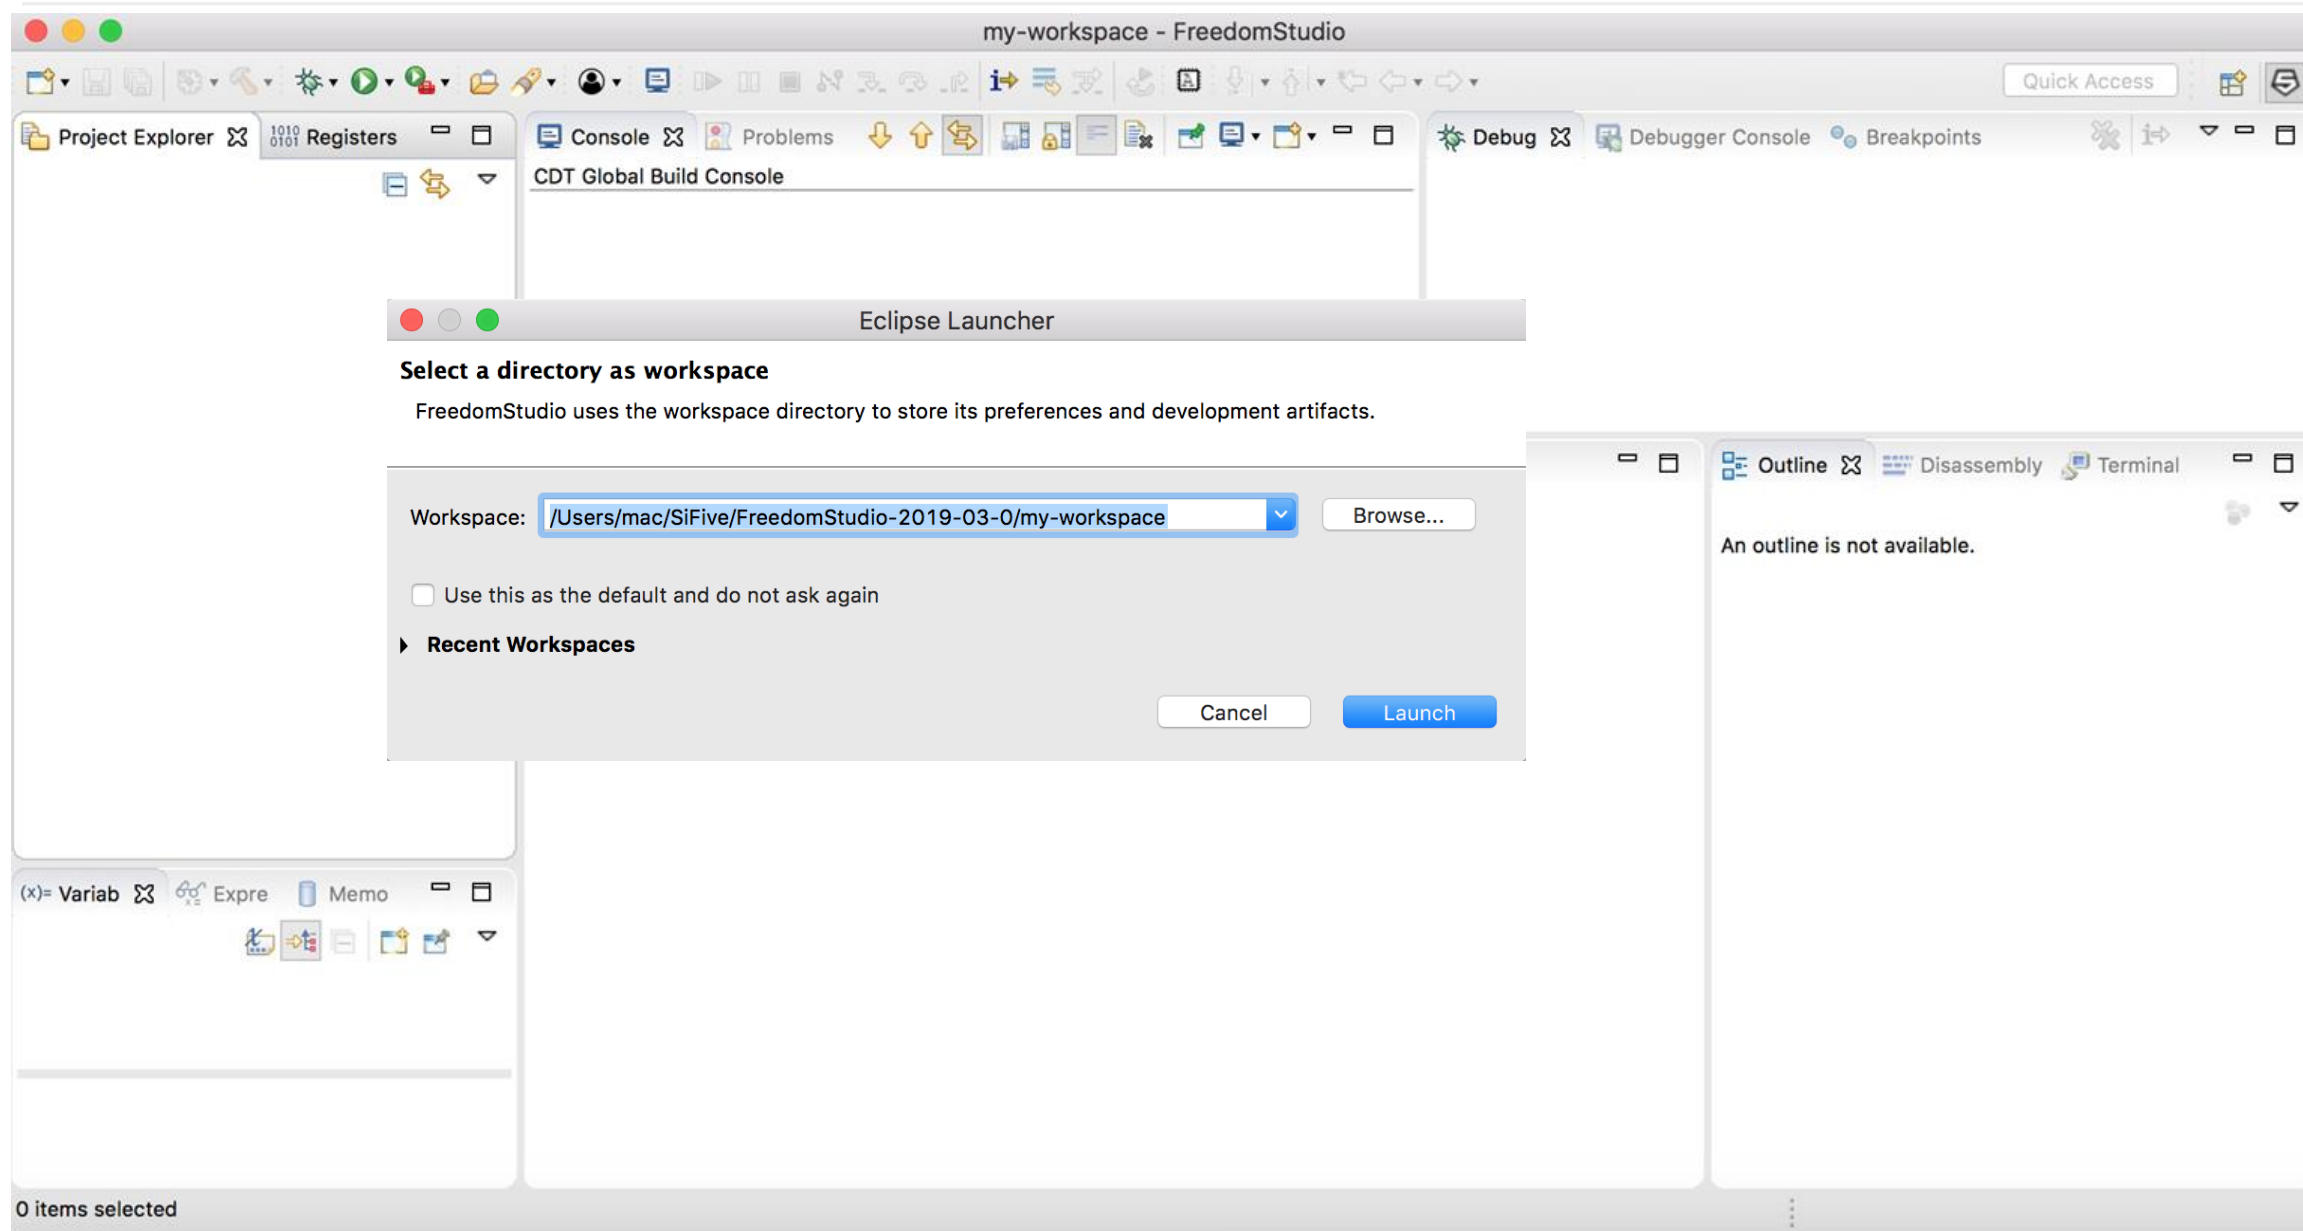 my-workspace - FreedomStudio
Quick Access
Project Explorer
Registers
Console
Problems
Debug
Debugger Console
Breakpoints
CDT Global Build Console
Eclipse Launcher
Select a directory as workspace
FreedomStudio uses the workspace directory to store its preferences and development artifacts.
Workspace: /Users/mac/SiFive/FreedomStudio-2019-03-0/my-workspace Browse...
Use this as the default and do not ask again
Recent Workspaces
Cancel Launch
Outline
Disassembly
Terminal
An outline is not available.
(x)= Variab
Expre
Memo
0 items selected